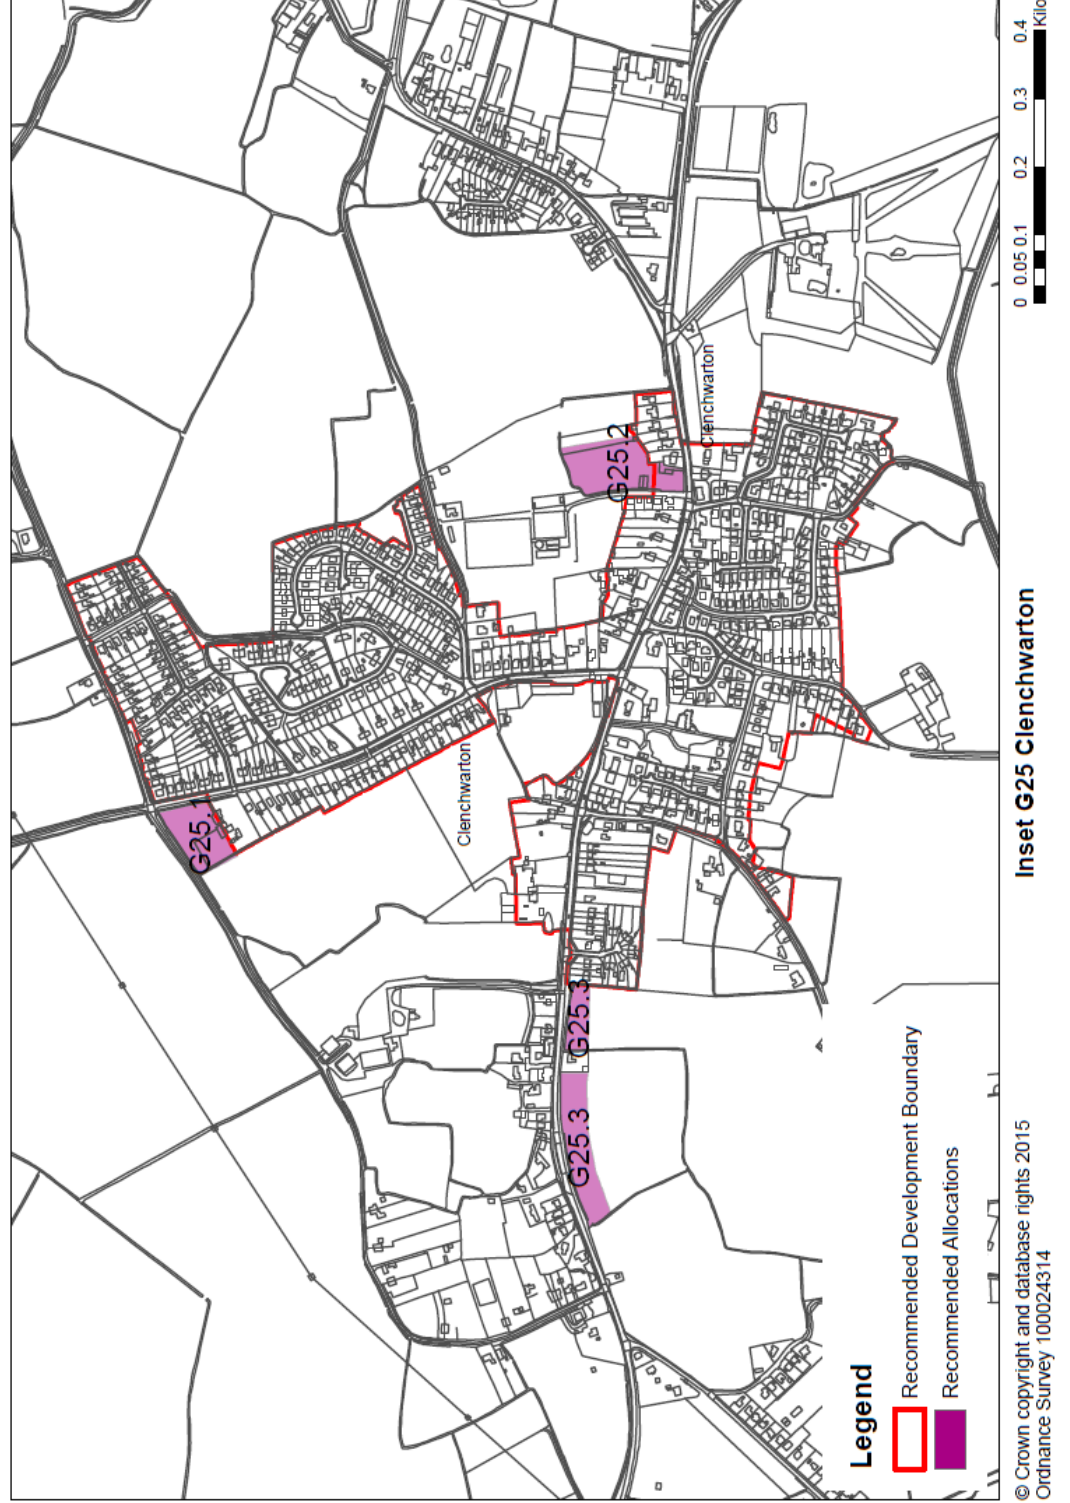 G25.1
Clenchwarton
G25.2
Clenchwarton
G25.3
G25.3
Legend
Recommended Development Boundary
Recommended Allocations
Inset G25 Clenchwarton
0 0.05 0.1 0.2 0.3 0.4
Kilo
© Crown copyright and database rights 2015
Ordnance Survey 100024314